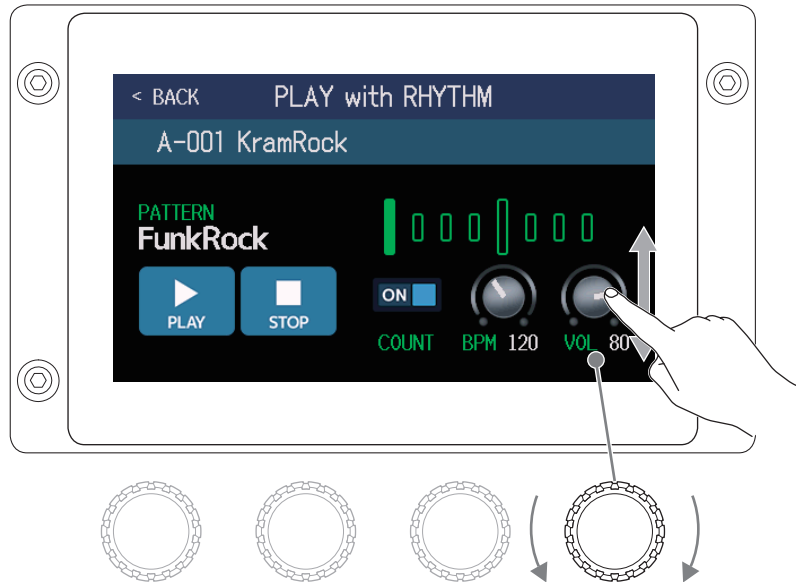 < BACK PLAY with RHYTHM
A-001 KramRock
PATTERN
FunkRock
PLAY STOP
ON
COUNT BPM 120 VOL 80